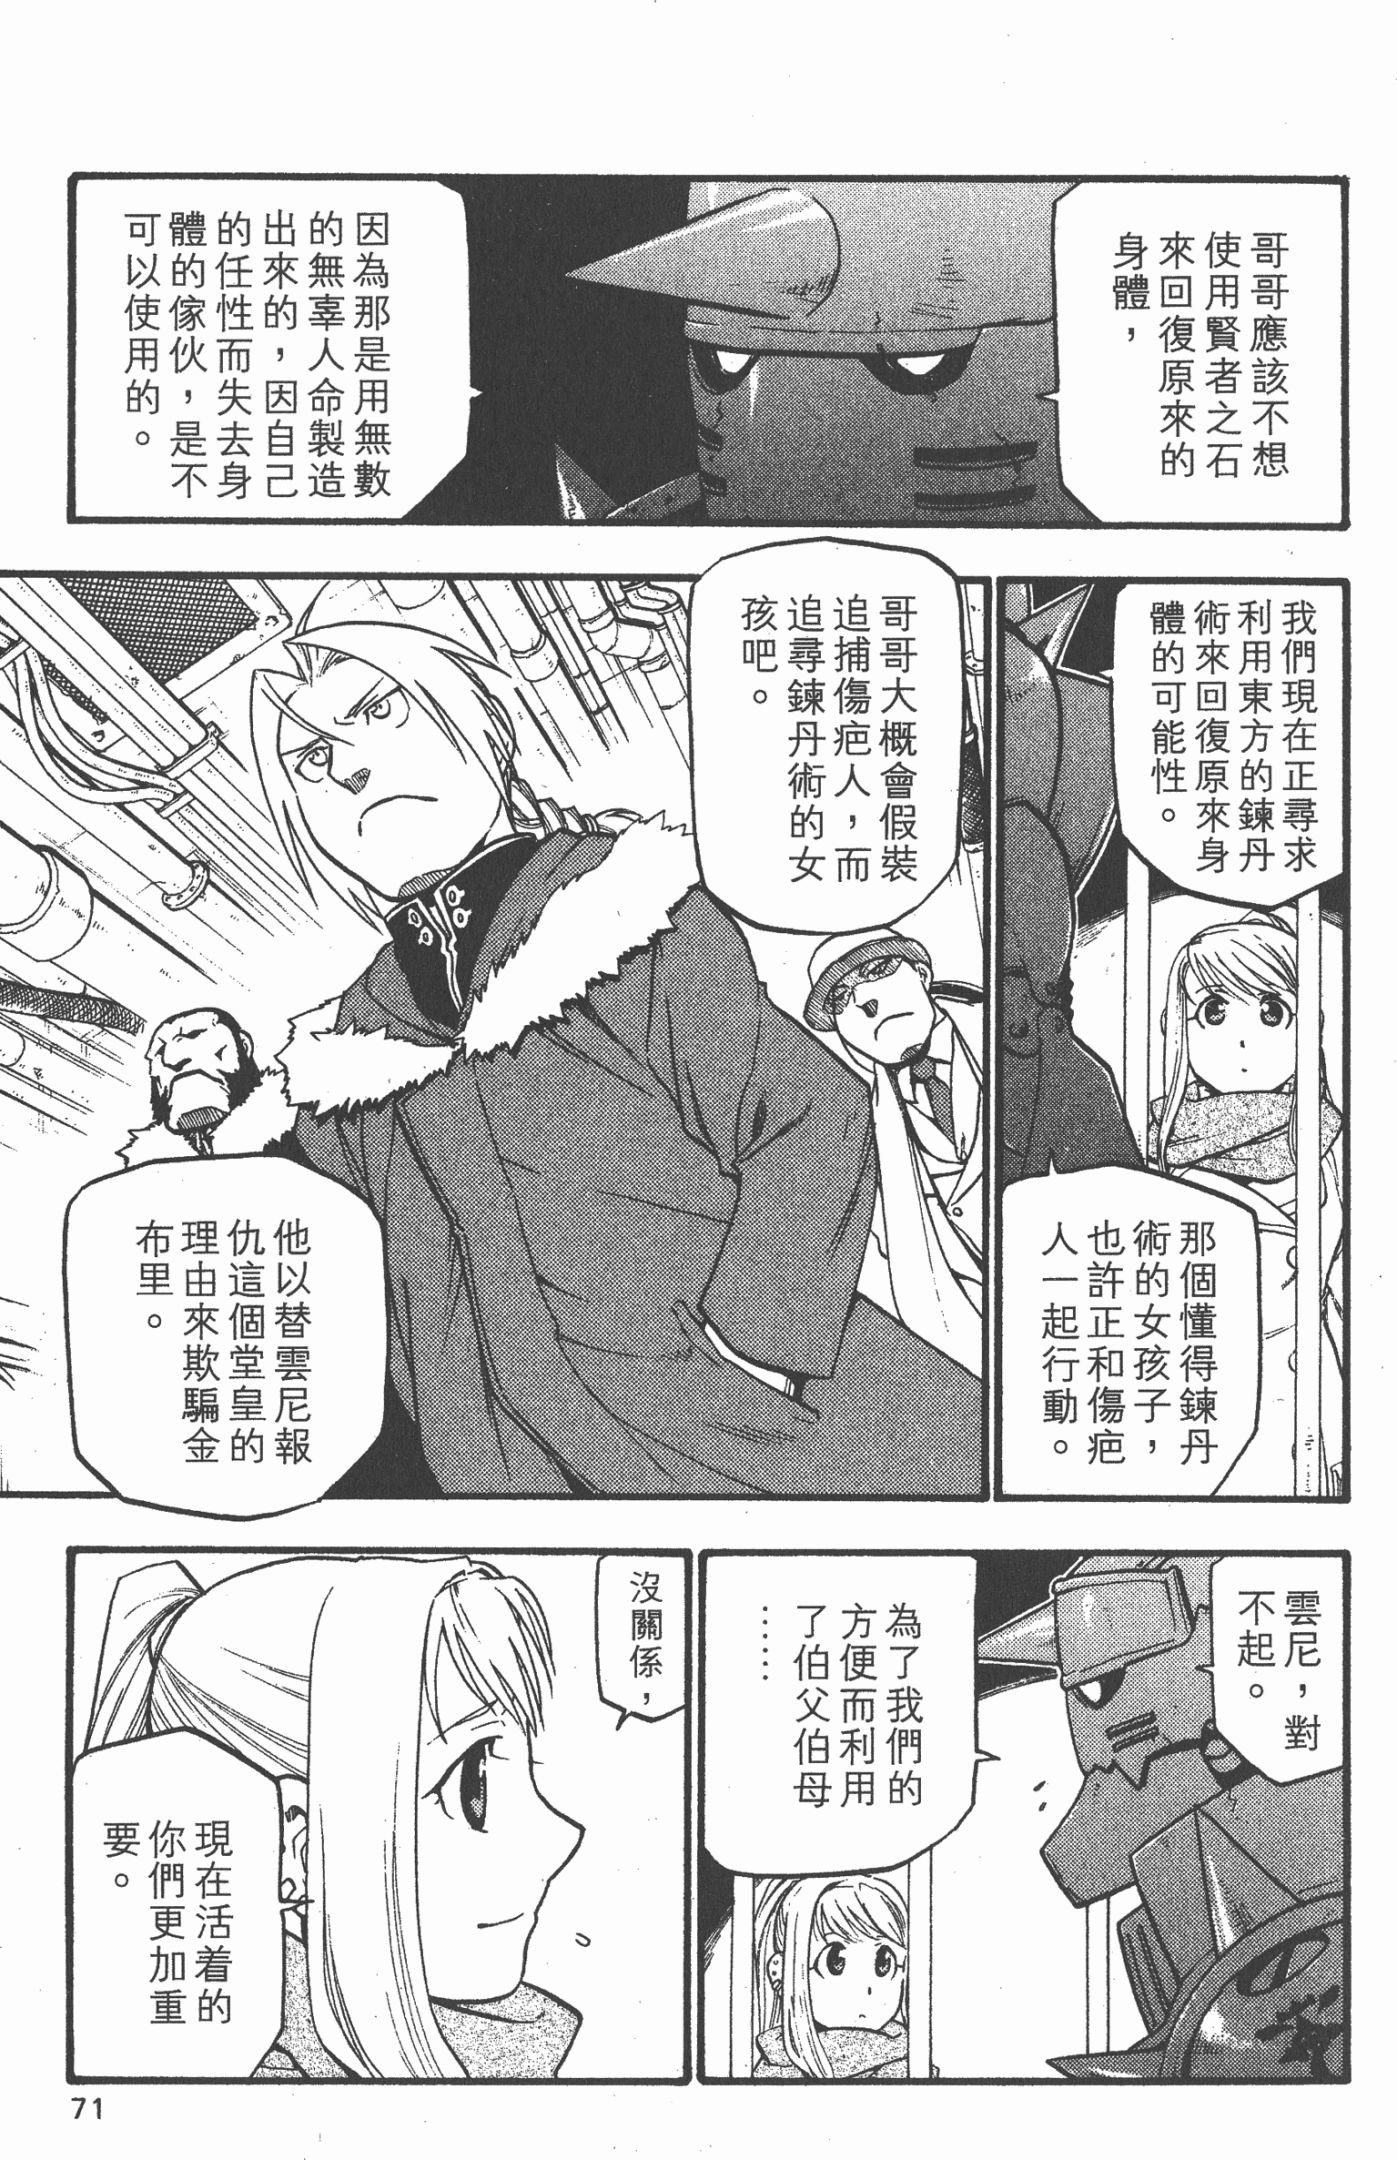 哥哥應該不想
使用賢者之石
來回復原來的
身體，
因為那是用無數
的無辜人命製造
出來的，因自己
的任性而失去身
體的傢伙，是不
可以使用的。
我們現在正尋求
利用東方的鍊丹
術來回復原來身
體的可能性。
那個懂得鍊丹
術的女孩子，
也許正和傷疤
人一起行動。
哥哥大概會假裝
追捕傷疤人，而
追尋鍊丹術的女
孩吧。
他以替雲尼報
仇這個堂皇的
理由來欺騙金
布里。
雲尼，對
不起。
為了我們的
方便而利用
了伯父伯母
……
沒關係，
現在活着的
你們更加重
要。
71